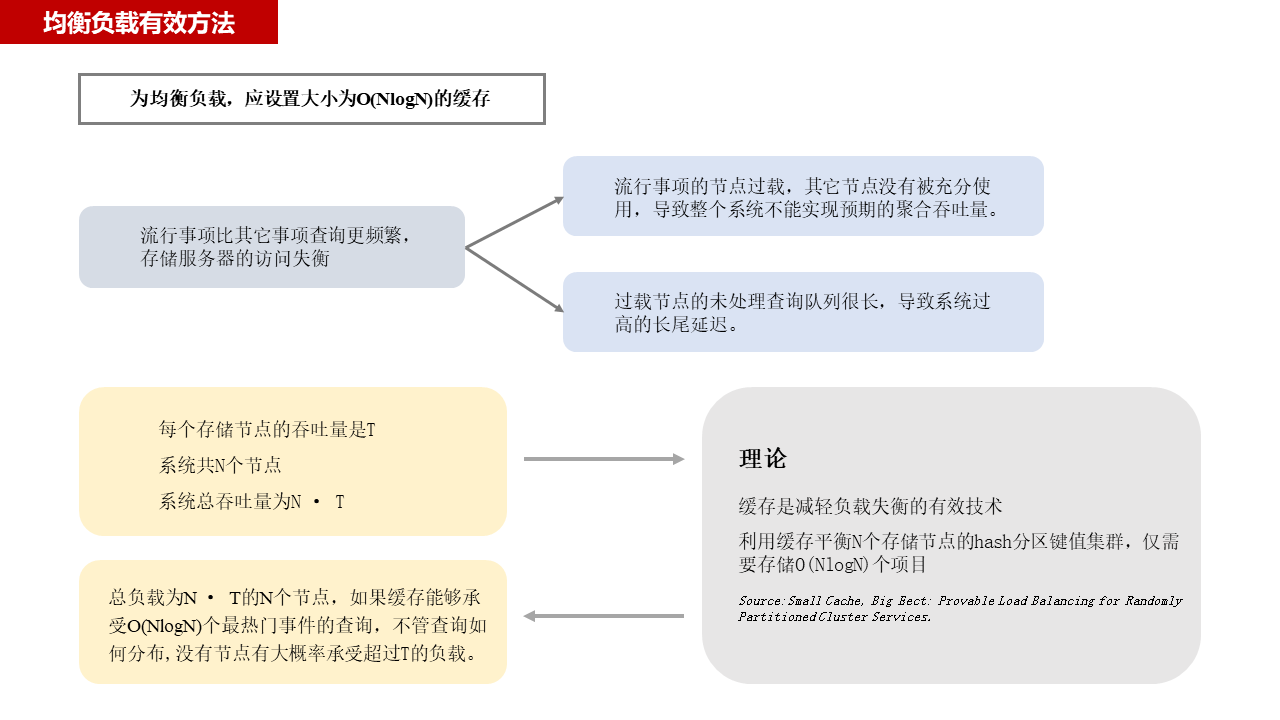 均衡负载有效方法
为均衡负载，应设置大小为O(NlogN)的缓存
流行事项比其它事项查询更频繁，
存储服务器的访问失衡
流行事项的节点过载，其它节点没有被充分使
用，导致整个系统不能实现预期的聚合吞吐量。
过载节点的未处理查询队列很长，导致系统过
高的长尾延迟。
每个存储节点的吞吐量是T
系统共N个节点
系统总吞吐量为N · T
总负载为N · T的N个节点，如果缓存能够承
受O(NlogN)个最热门事件的查询，不管查询如
何分布,没有节点有大概率承受超过T的负载。
理论
缓存是减轻负载失衡的有效技术
利用缓存平衡N个存储节点的hash分区键值集群，仅需
要存储O(NlogN)个项目
Source:Small Cache, Big Eect: Provable Load Balancing for Randomly
Partitioned Cluster Services.